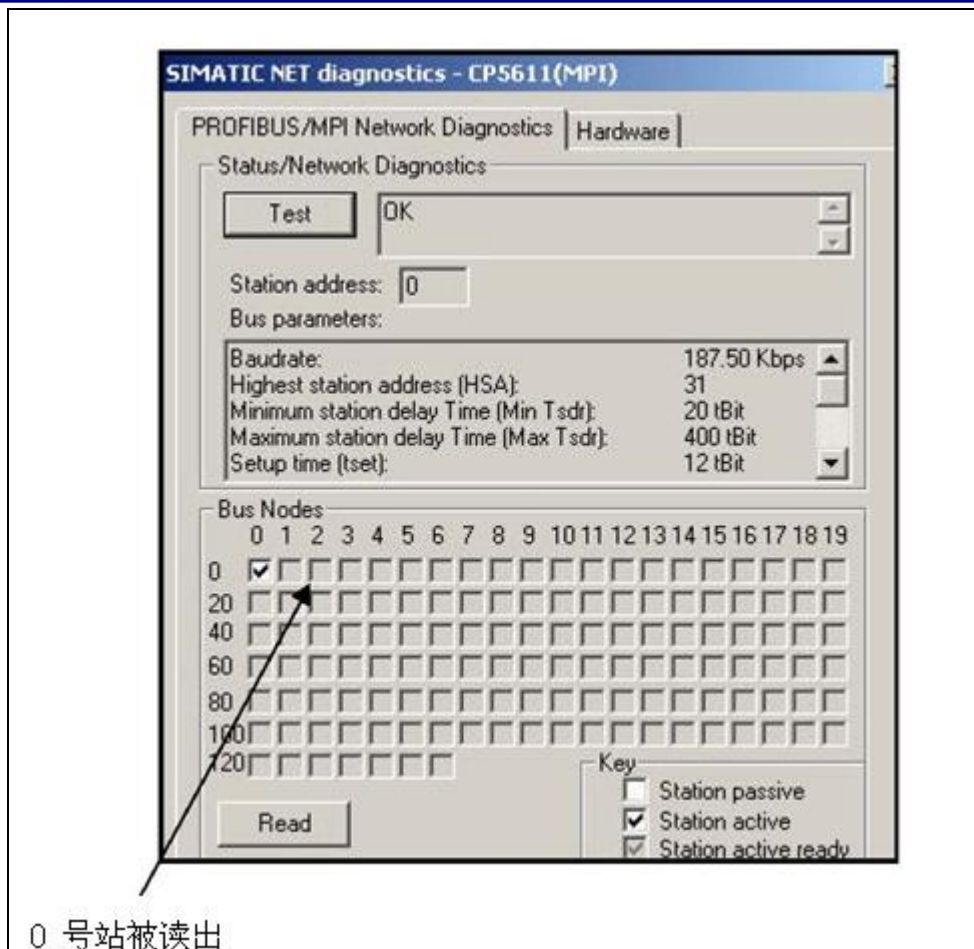 SIMATIC NET diagnostics - CP5611(MPI)
PROFIBUS/MPI Network Diagnostics Hardware
Status/Network Diagnostics
Test OK
Station address: 0
Bus parameters:
Baudrate: 187.50 Kbps
Highest station address (HSA): 31
Minimum station delay Time (Min Tsdr): 20 tBit
Maximum station delay Time (Max Tsdr): 400 tBit
Setup time (tset): 12 tBit
Bus Nodes
0 1 2 3 4 5 6 7 8 9 10 11 12 13 14 15 16 17 18 19
0
20
40
60
80
100
120
Key
Station passive
Read
Station active
Station active ready
0 号站被读出